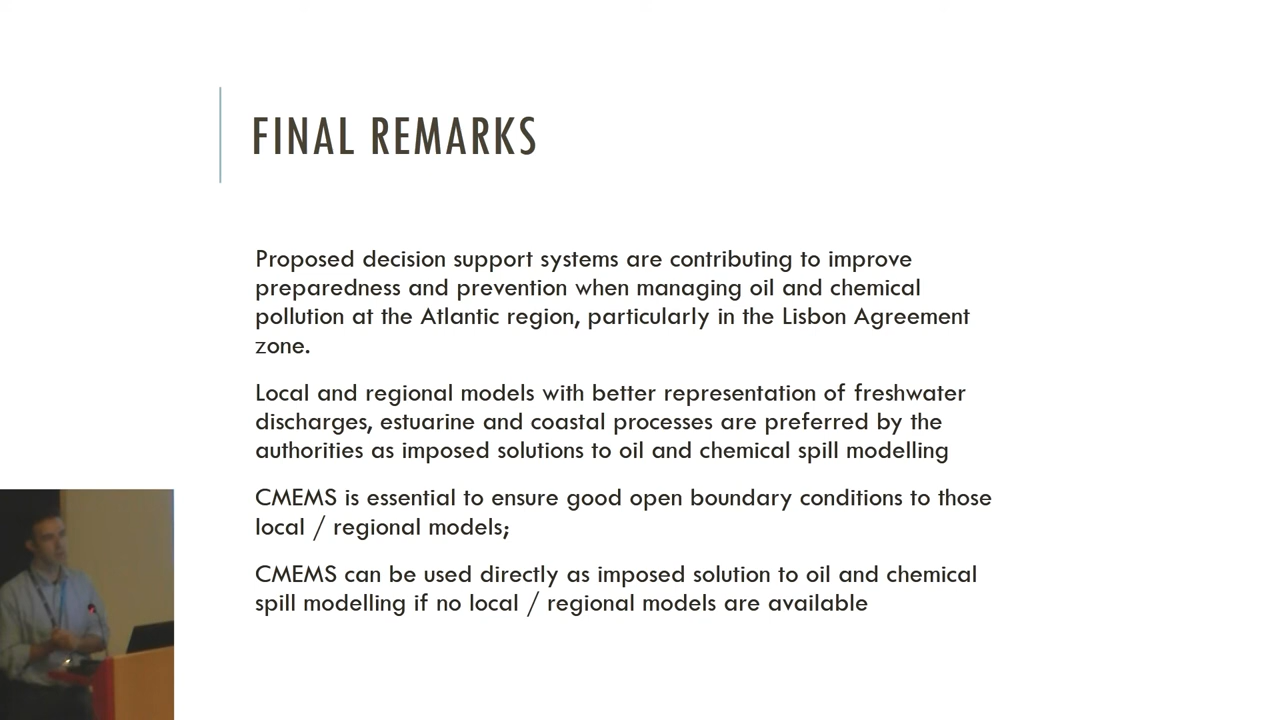 FINAL REMARKS
Proposed decision support systems are contributing to improve
preparedness and prevention when managing oil and chemical
pollution at the Atlantic region, particularly in the Lisbon Agreement
zone.
Local and regional models with better representation of freshwater
discharges, estuarine and coastal processes are preferred by the
authorities as imposed solutions to oil and chemical spill modelling
CMEMS is essential to ensure good open boundary conditions to those
local / regional models;
CMEMS can be used directly as imposed solution to oil and chemical
spill modelling if no local / regional models are available